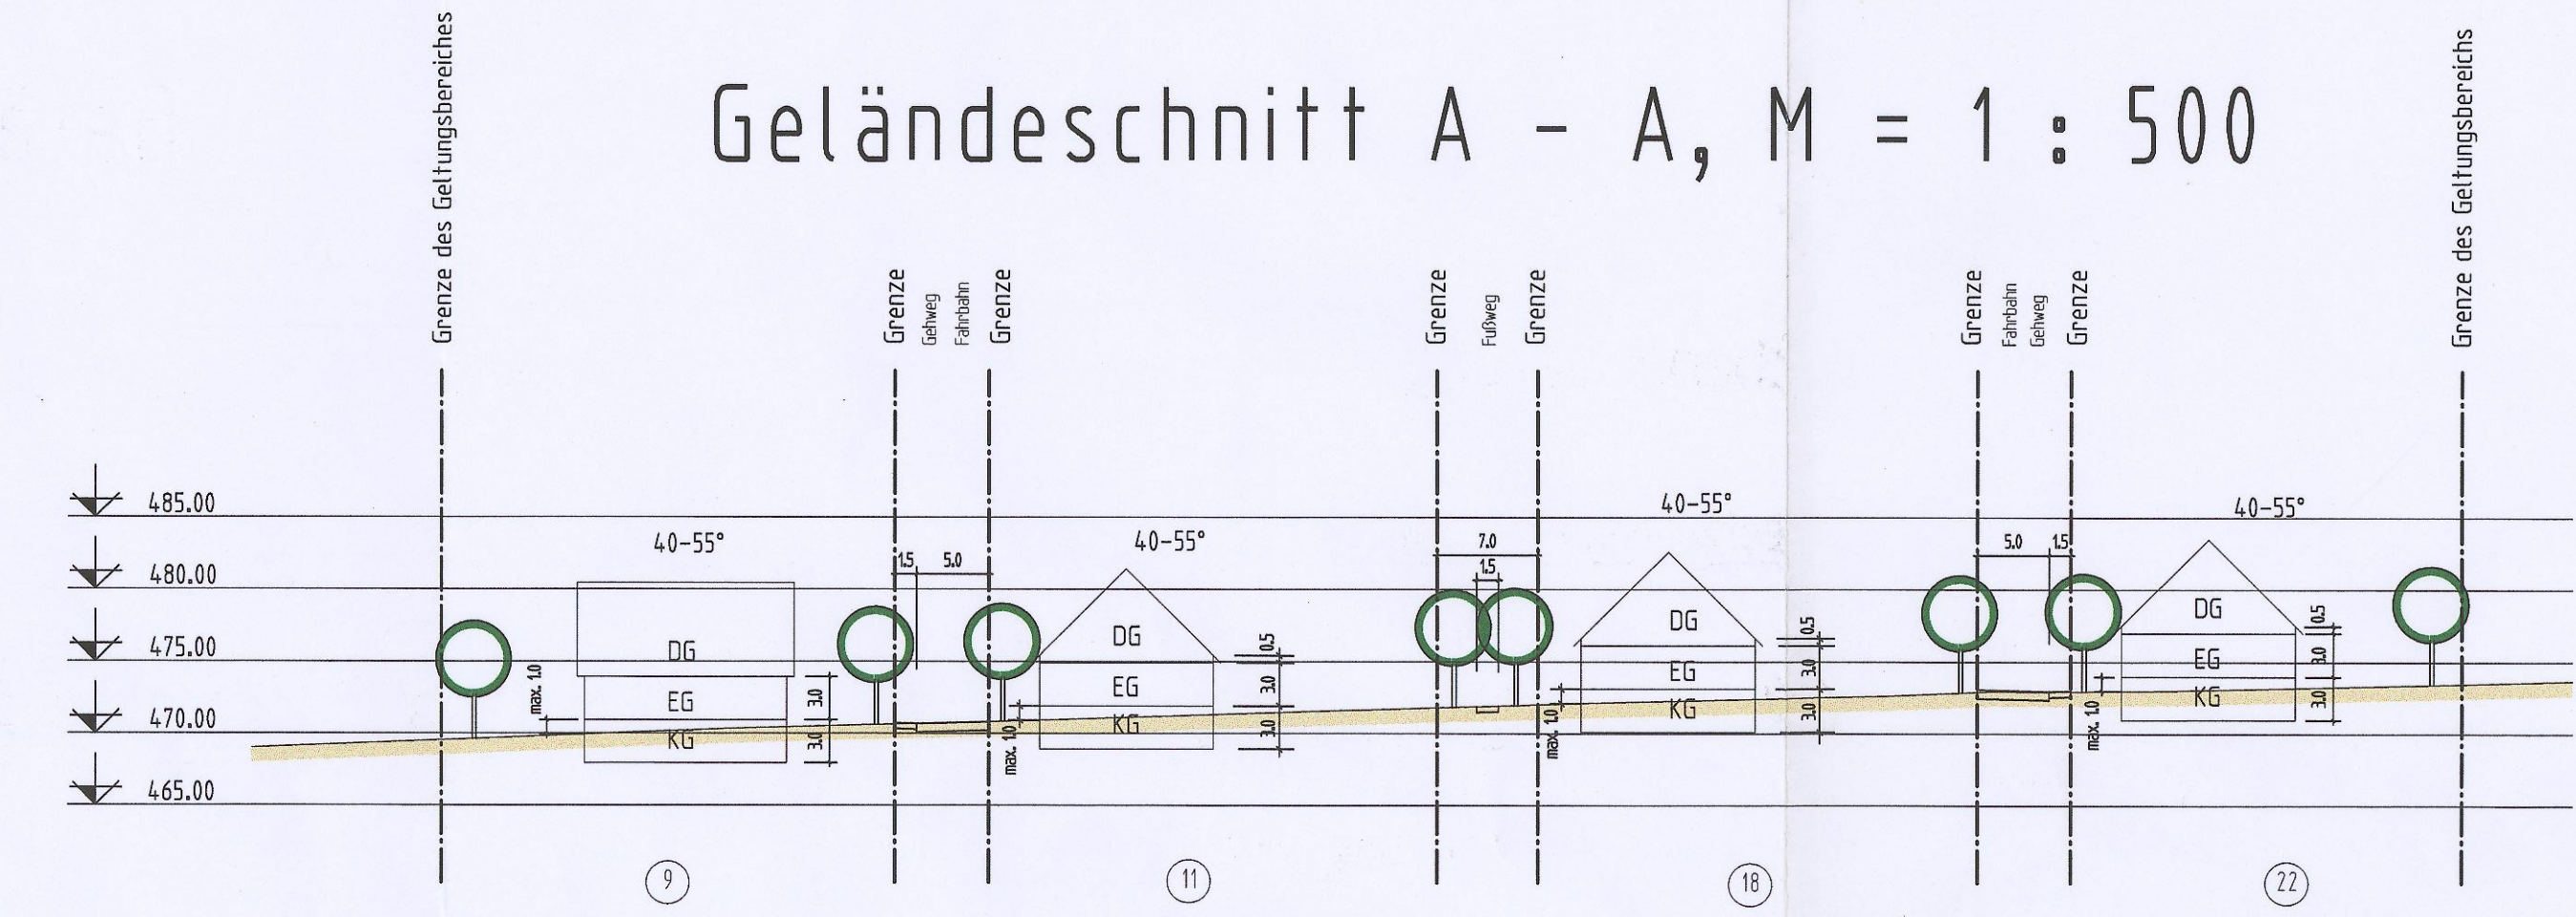 Geländeschnitt A - A, M = 1 : 500
Grenze des Geltungsbereiches
Grenze
Gehweg
Fahrbahn
Grenze
Grenze
Fußweg
Grenze
Grenze
Fahrbahn
Gehweg
Grenze
Grenze des Geltungsbereichs
485.00
480.00
475.00
470.00
465.00
40-55°
DG
EG
KG
max. 1.0
3.0
3.0
1.5
5.0
40-55°
DG
EG
KG
max. 1.0
0.5
3.0
3.0
7.0
1.5
40-55°
DG
EG
KG
max. 1.0
0.5
3.0
3.0
5.0
1.5
40-55°
DG
EG
KG
max. 1.0
0.5
3.0
3.0
9
11
18
22